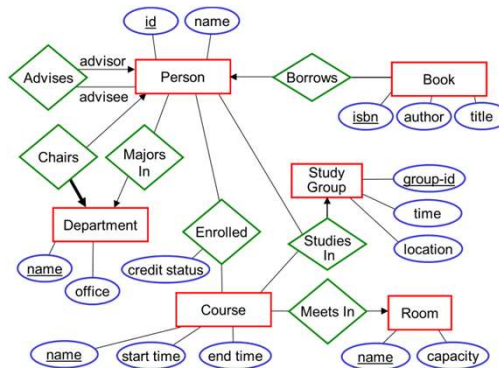 id
name
advisor
Advises
Person
Borrows
Book
advisee
isbn
author
title
Chairs
Majors
In
Study
Group
group-id
time
location
Department
Enrolled
Studies
In
name
office
credit status
Course
Meets In
Room
name
start time
end time
name
capacity